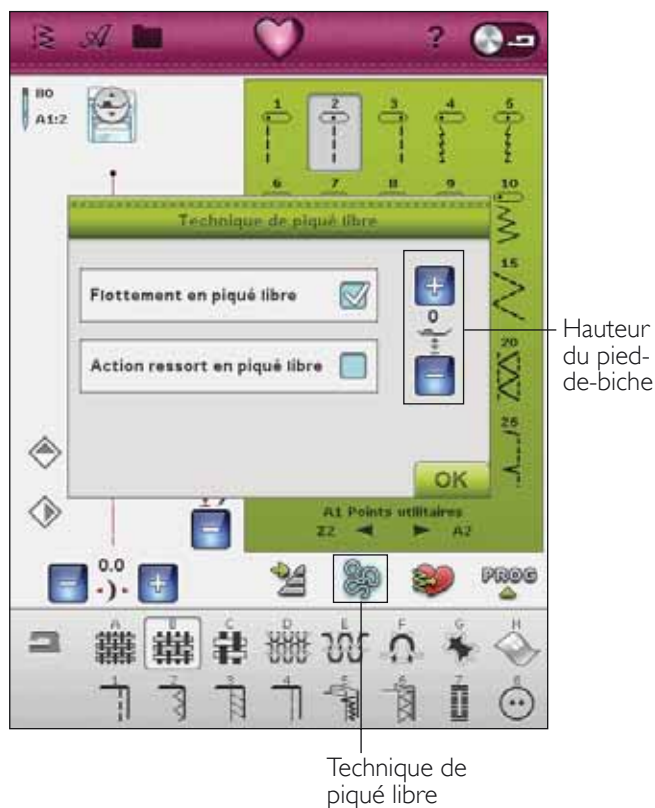 A
?
80
A1:2
1 2 3 4 5
6 7 8 9 10
Technique de piqué libre
15
Flottement en piqué libre
0
20
Action ressort en piqué libre
25
OK
A1 Points utilitaires
Z2 A2
0.0
PROG
A B C D E F G H
1 2 3 4 5 6 7 8
Hauteur
du pied-
de-biche
Technique de
piqué libre